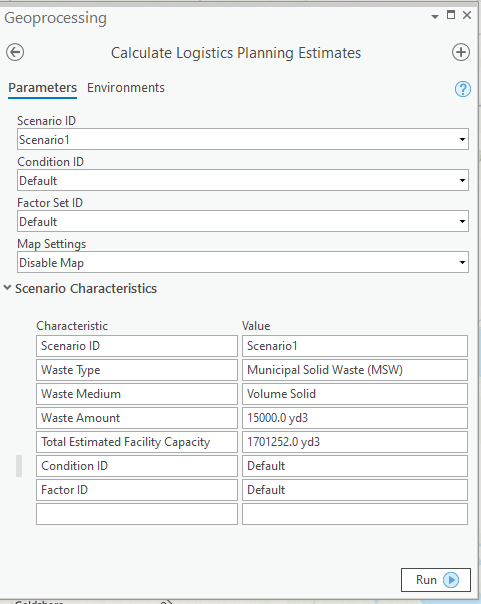 Geoprocessing
Calculate Logistics Planning Estimates
Parameters Environments
Scenario ID
Scenario1
Condition ID
Default
Factor Set ID
Default
Map Settings
Disable Map
Scenario Characteristics
Characteristic Value
Scenario ID Scenario1
Waste Type Municipal Solid Waste (MSW)
Waste Medium Volume Solid
Waste Amount 15000.0 yd3
Total Estimated Facility Capacity 1701252.0 yd3
Condition ID Default
Factor ID Default
Run